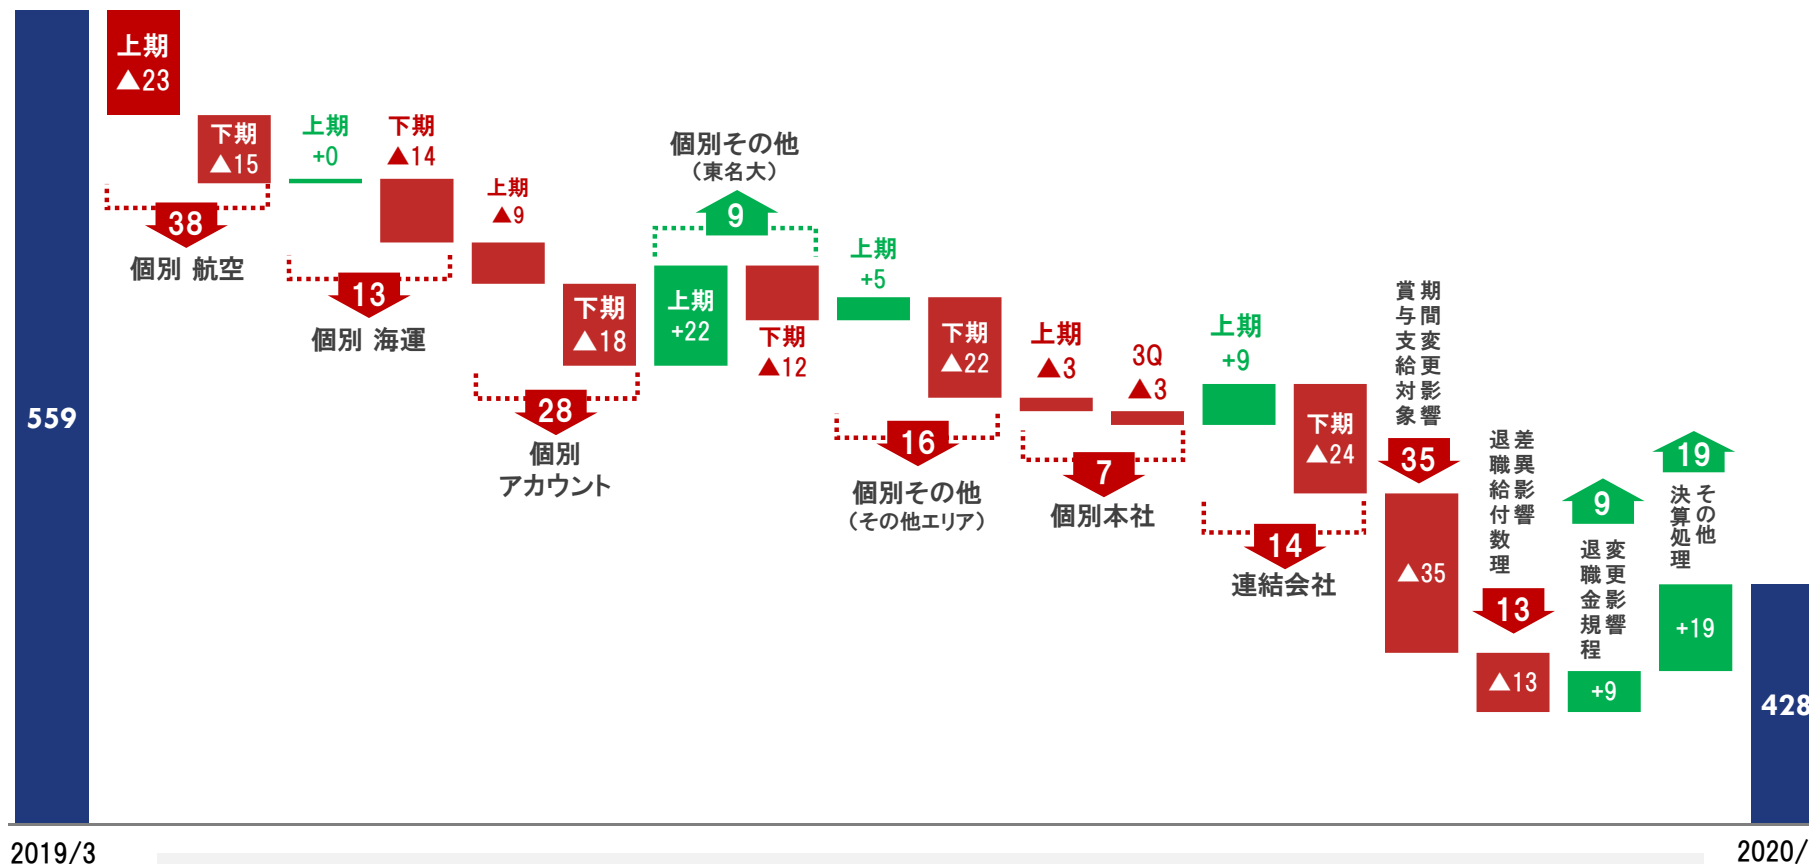 559
上期
▲23
下期
▲15
38
個別 航空
上期
+0
下期
▲14
13
個別 海運
上期
▲9
下期
▲18
28
個別
アカウント
個別その他
（東名大）
9
上期
+22
下期
▲12
上期
+5
下期
▲22
16
個別その他
（その他エリア）
上期
▲3
3Q
▲3
7
個別本社
上期
+9
下期
▲24
14
連結会社
賞与支給対象
期間変更影響
35
▲35
退職給付数理
差異影響
13
▲13
9
退職金規程
変更影響
+9
19
その他
決算処理
+19
428
2019/3
2020/